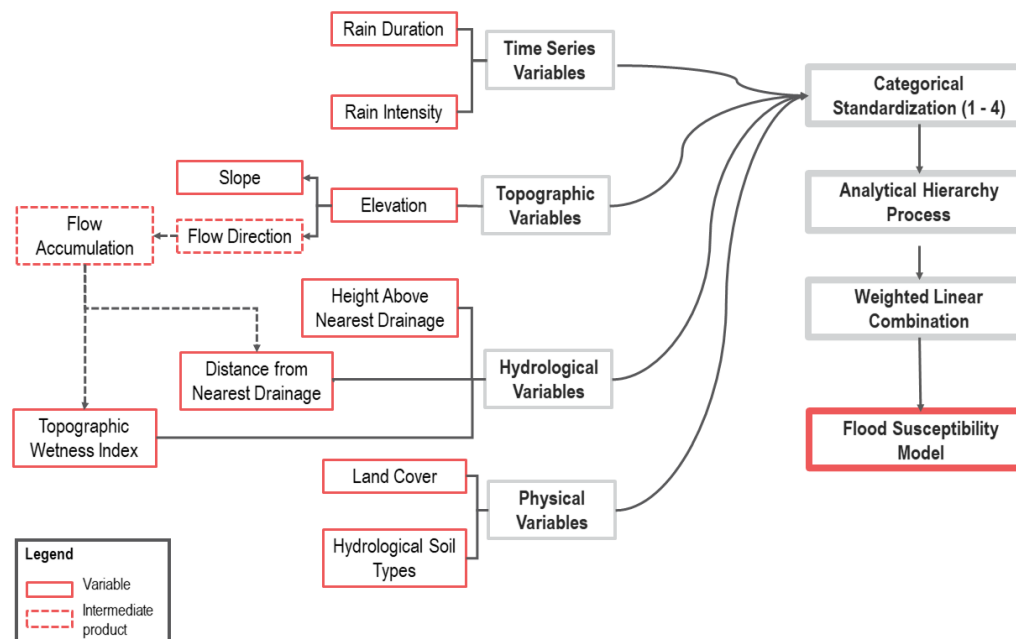 Rain Duration
Rain Intensity
Time Series
Variables
Slope
Elevation
Flow Direction
Flow
Accumulation
Topographic
Variables
Height Above
Nearest Drainage
Distance from
Nearest Drainage
Topographic
Wetness Index
Hydrological
Variables
Land Cover
Hydrological Soil
Types
Physical
Variables
Categorical
Standardization (1 - 4)
Analytical Hierarchy
Process
Weighted Linear
Combination
Flood Susceptibility
Model
Legend
Variable
Intermediate
product